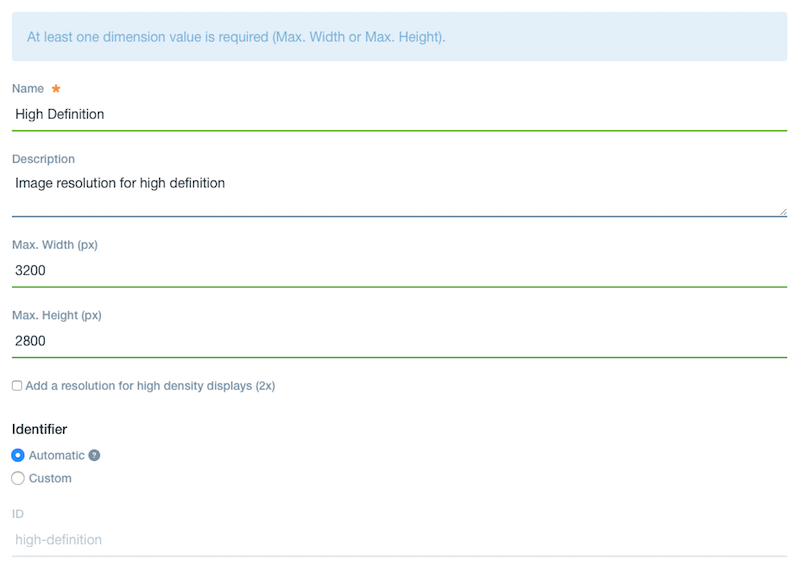 At least one dimension value is required (Max. Width or Max. Height).
Name *
High Definition
Description
Image resolution for high definition
Max. Width (px)
3200
Max. Height (px)
2800
Add a resolution for high density displays (2x)
Identifier
Automatic ?
Custom
ID
high-definition